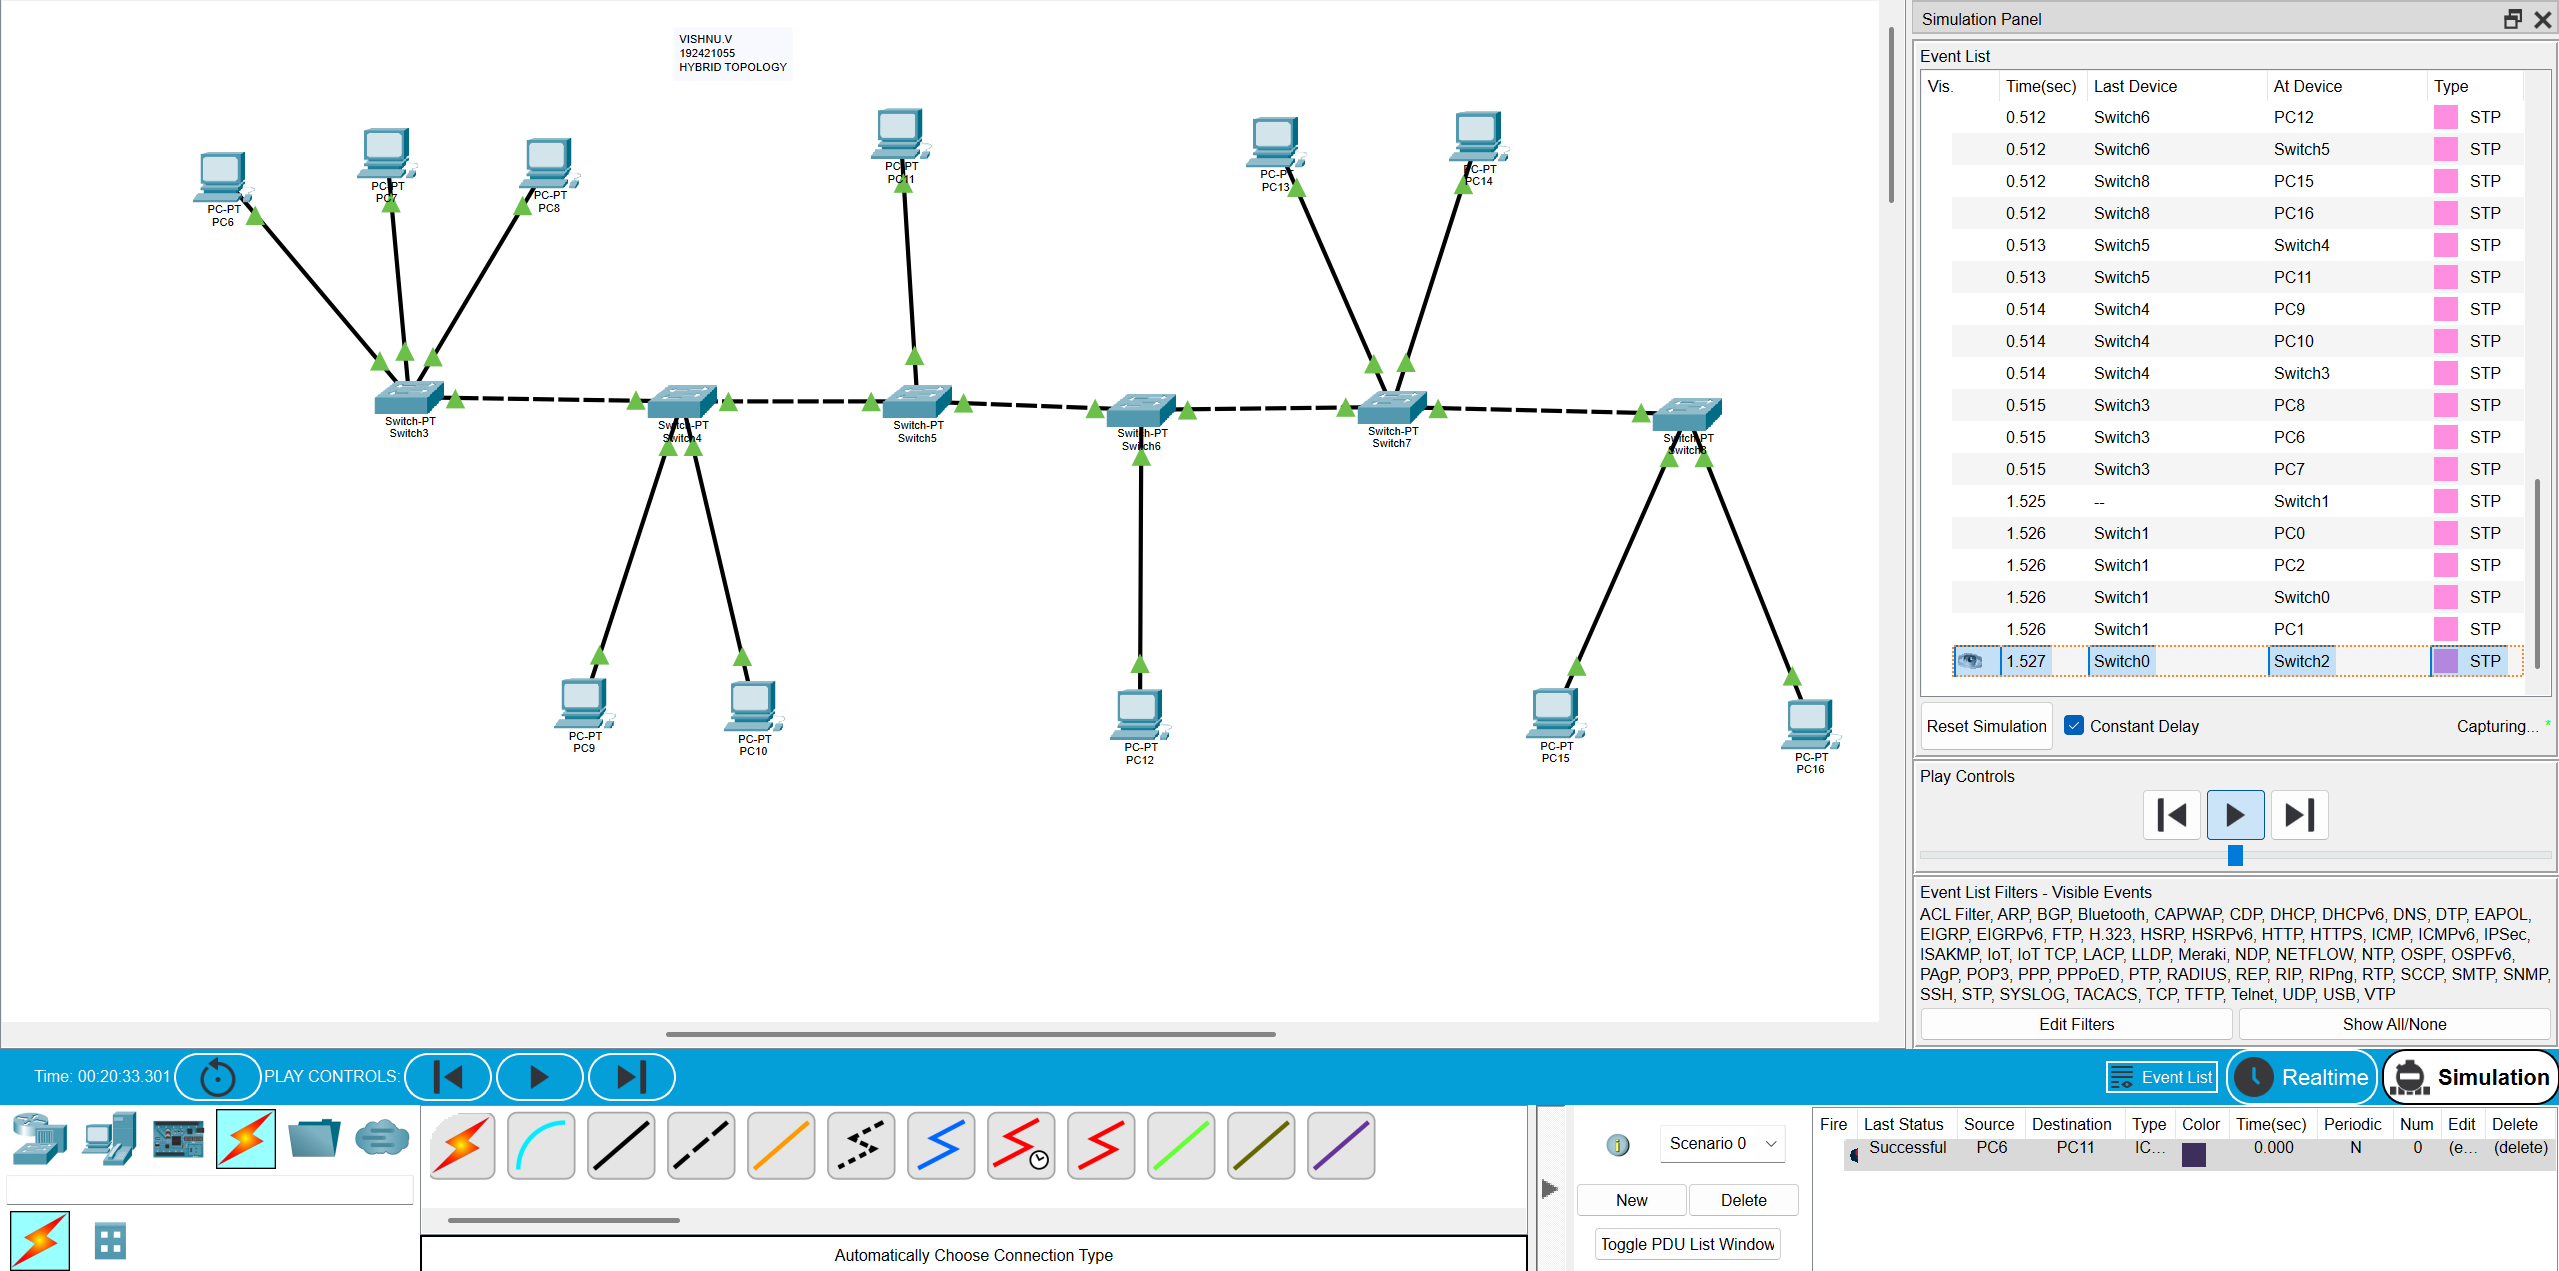 VISHNU.V
192421055
HYBRID TOPOLOGY
PC-PT
PC6
PC-PT
PC7
PC-PT
PC8
PC-PT
PC11
PC-PT
PC13
PC-PT
PC14
Switch-PT
Switch3
Switch-PT
Switch4
Switch-PT
Switch5
Switch-PT
Switch6
Switch-PT
Switch7
Switch-PT
Switch8
PC-PT
PC9
PC-PT
PC10
PC-PT
PC12
PC-PT
PC15
PC-PT
PC16
Simulation Panel
Event List
Vis. Time(sec) Last Device At Device Type
0.512 Switch6 PC12 STP
0.512 Switch6 Switch5 STP
0.512 Switch8 PC15 STP
0.512 Switch8 PC16 STP
0.513 Switch5 Switch4 STP
0.513 Switch5 PC11 STP
0.514 Switch4 PC9 STP
0.514 Switch4 PC10 STP
0.514 Switch4 Switch3 STP
0.515 Switch3 PC8 STP
0.515 Switch3 PC6 STP
0.515 Switch3 PC7 STP
1.525 -- Switch1 STP
1.526 Switch1 PC0 STP
1.526 Switch1 PC2 STP
1.526 Switch1 Switch0 STP
1.526 Switch1 PC1 STP
1.527 Switch0 Switch2 STP
Reset Simulation Constant Delay Capturing... *
Play Controls
Event List Filters - Visible Events
ACL Filter, ARP, BGP, Bluetooth, CAPWAP, CDP, DHCP, DHCPv6, DNS, DTP, EAPOL,
EIGRP, EIGRPv6, FTP, H.323, HSRP, HSRPv6, HTTP, HTTPS, ICMP, ICMPv6, IPSec,
ISAKMP, IoT, IoT TCP, LACP, LLDP, Meraki, NDP, NETFLOW, NTP, OSPF, OSPFv6,
PAgP, POP3, PPP, PPPoED, PTP, RADIUS, REP, RIP, RIPng, RTP, SCCP, SMTP, SNMP,
SSH, STP, SYSLOG, TACACS, TCP, TFTP, Telnet, UDP, USB, VTP
Edit Filters Show All/None
Time: 00:20:33.301 PLAY CONTROLS: Event List Realtime Simulation
Scenario 0
New Delete
Toggle PDU List Window
Fire Last Status Source Destination Type Color Time(sec) Periodic Num Edit Delete
Successful PC6 PC11 IC... 0.000 N 0 (e... (delete)
Automatically Choose Connection Type